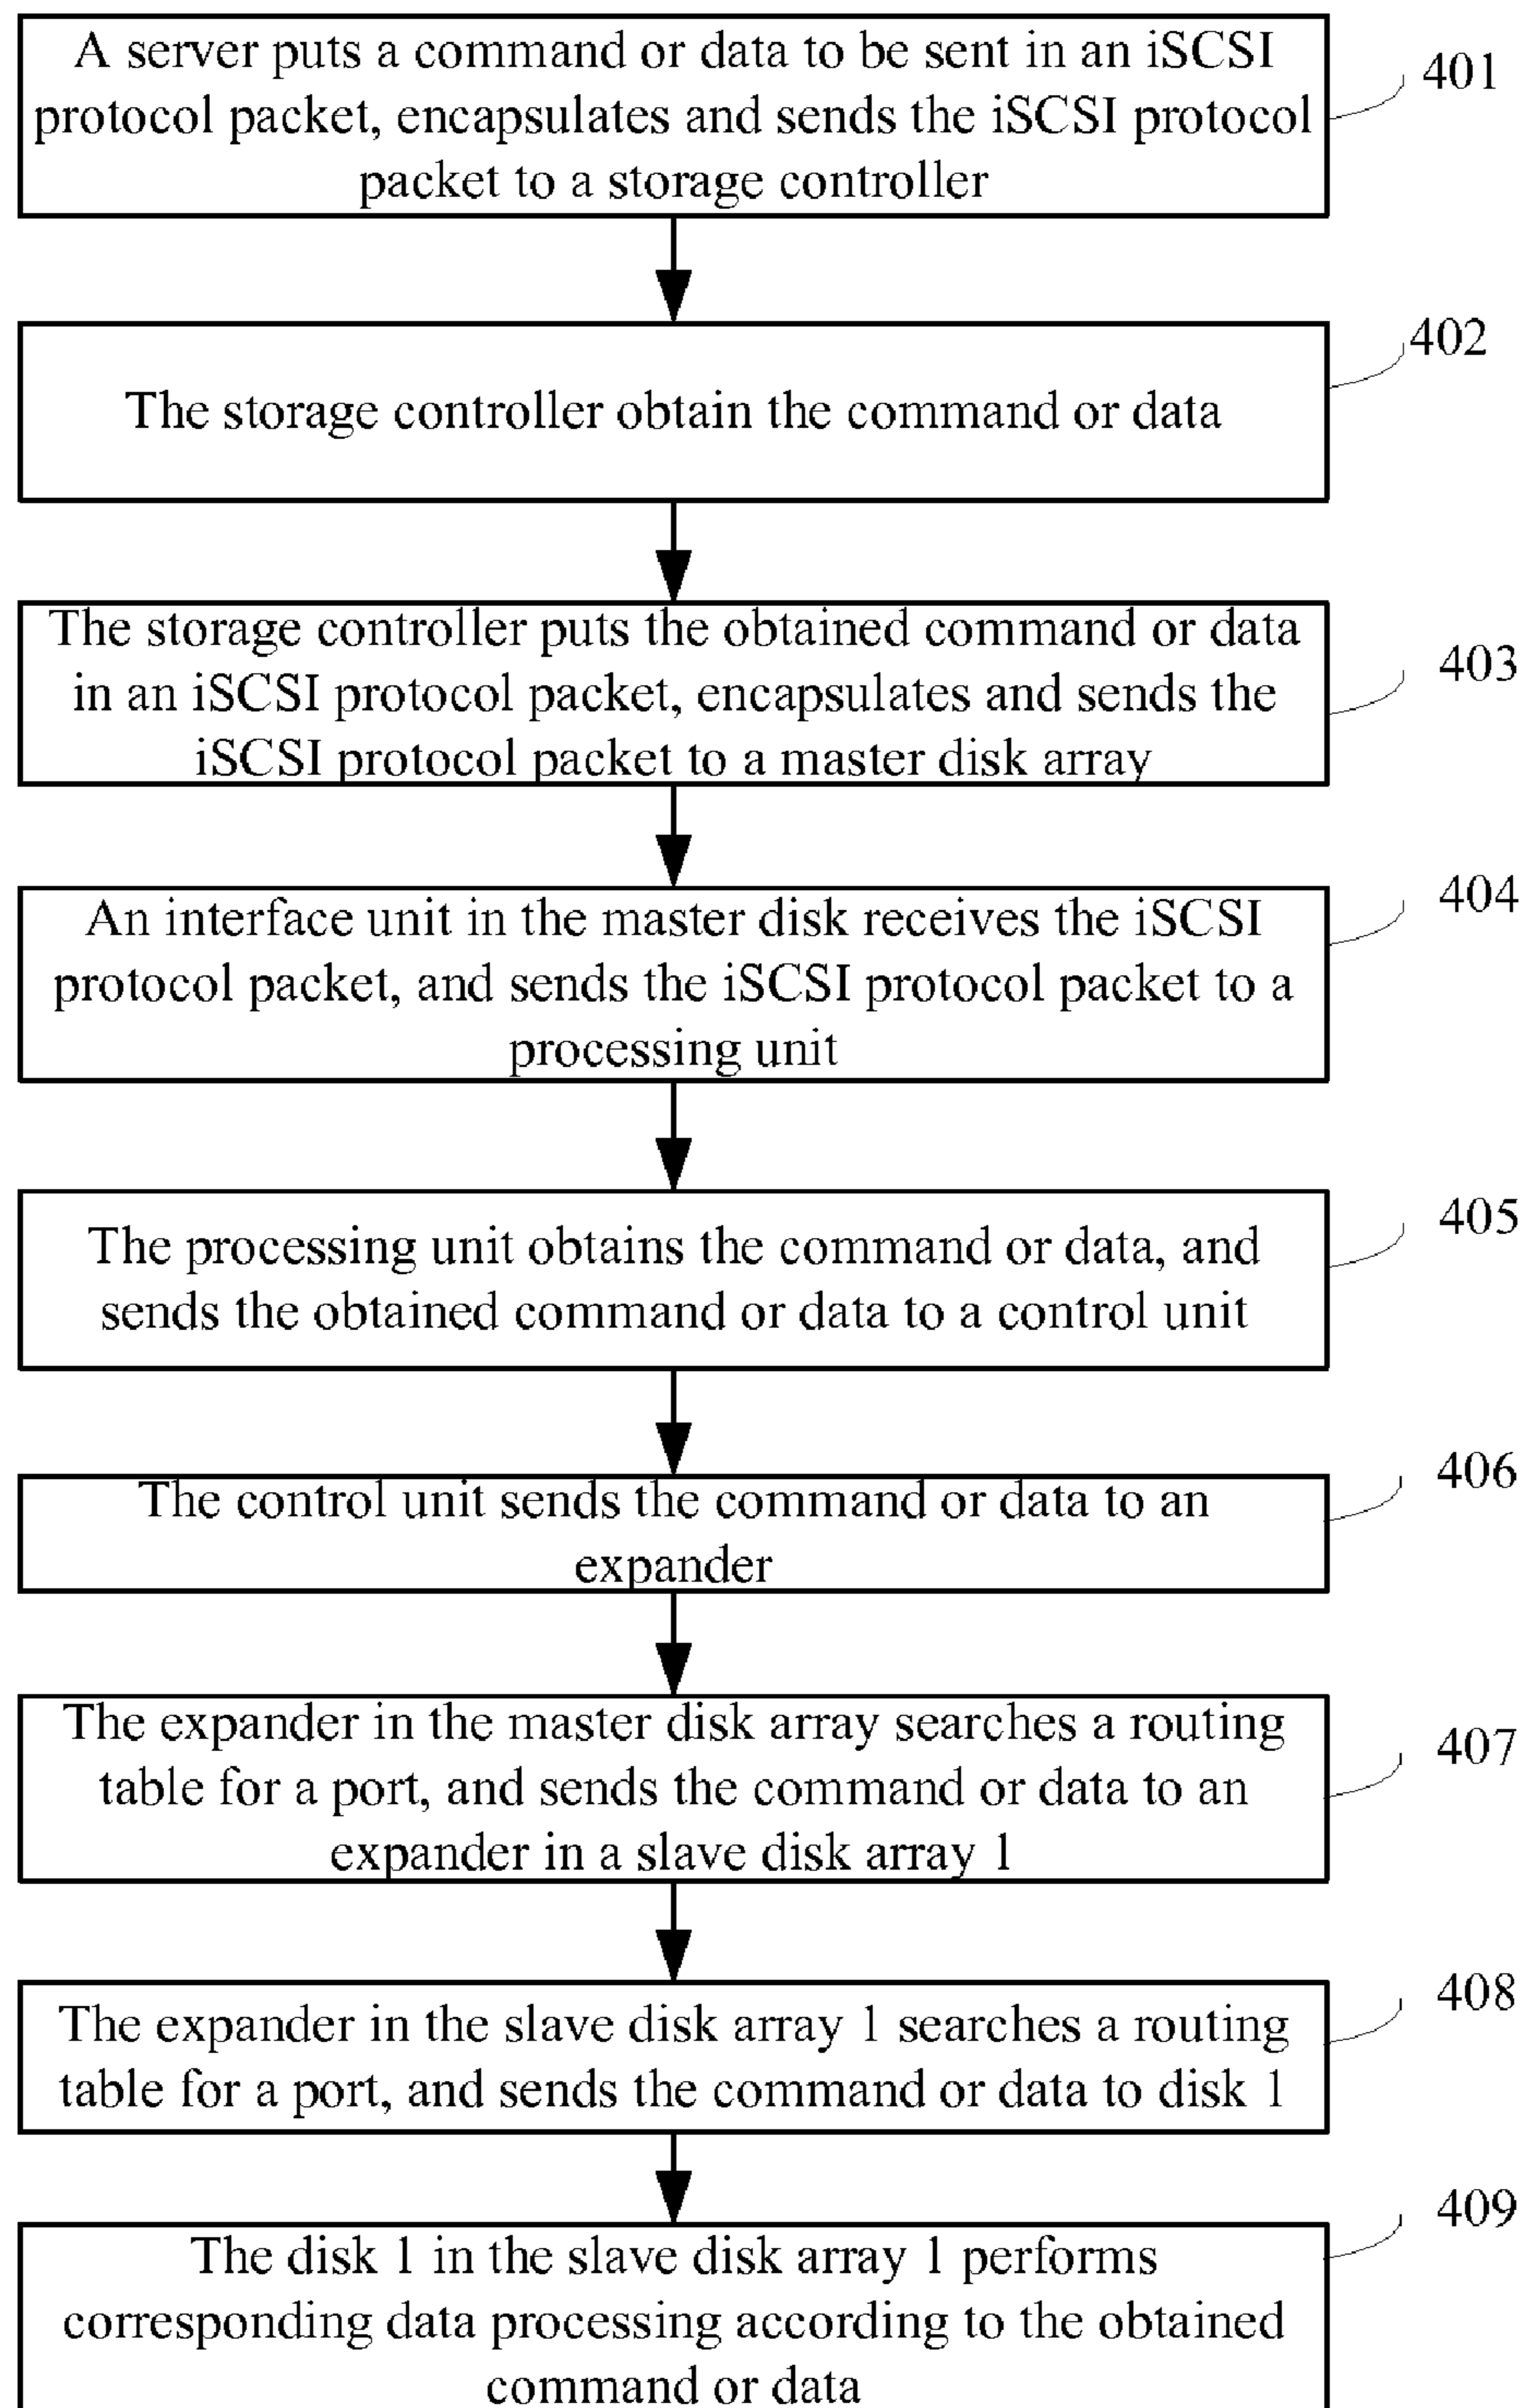 A server puts a command or data to be sent in an iSCSI
protocol packet, encapsulates and sends the iSCSI protocol
packet to a storage controller
401
The storage controller obtain the command or data
402
The storage controller puts the obtained command or data
in an iSCSI protocol packet, encapsulates and sends the
iSCSI protocol packet to a master disk array
403
An interface unit in the master disk receives the iSCSI
protocol packet, and sends the iSCSI protocol packet to a
processing unit
404
The processing unit obtains the command or data, and
sends the obtained command or data to a control unit
405
The control unit sends the command or data to an
expander
406
The expander in the master disk array searches a routing
table for a port, and sends the command or data to an
expander in a slave disk array 1
407
The expander in the slave disk array 1 searches a routing
table for a port, and sends the command or data to disk 1
408
The disk 1 in the slave disk array 1 performs
corresponding data processing according to the obtained
command or data
409